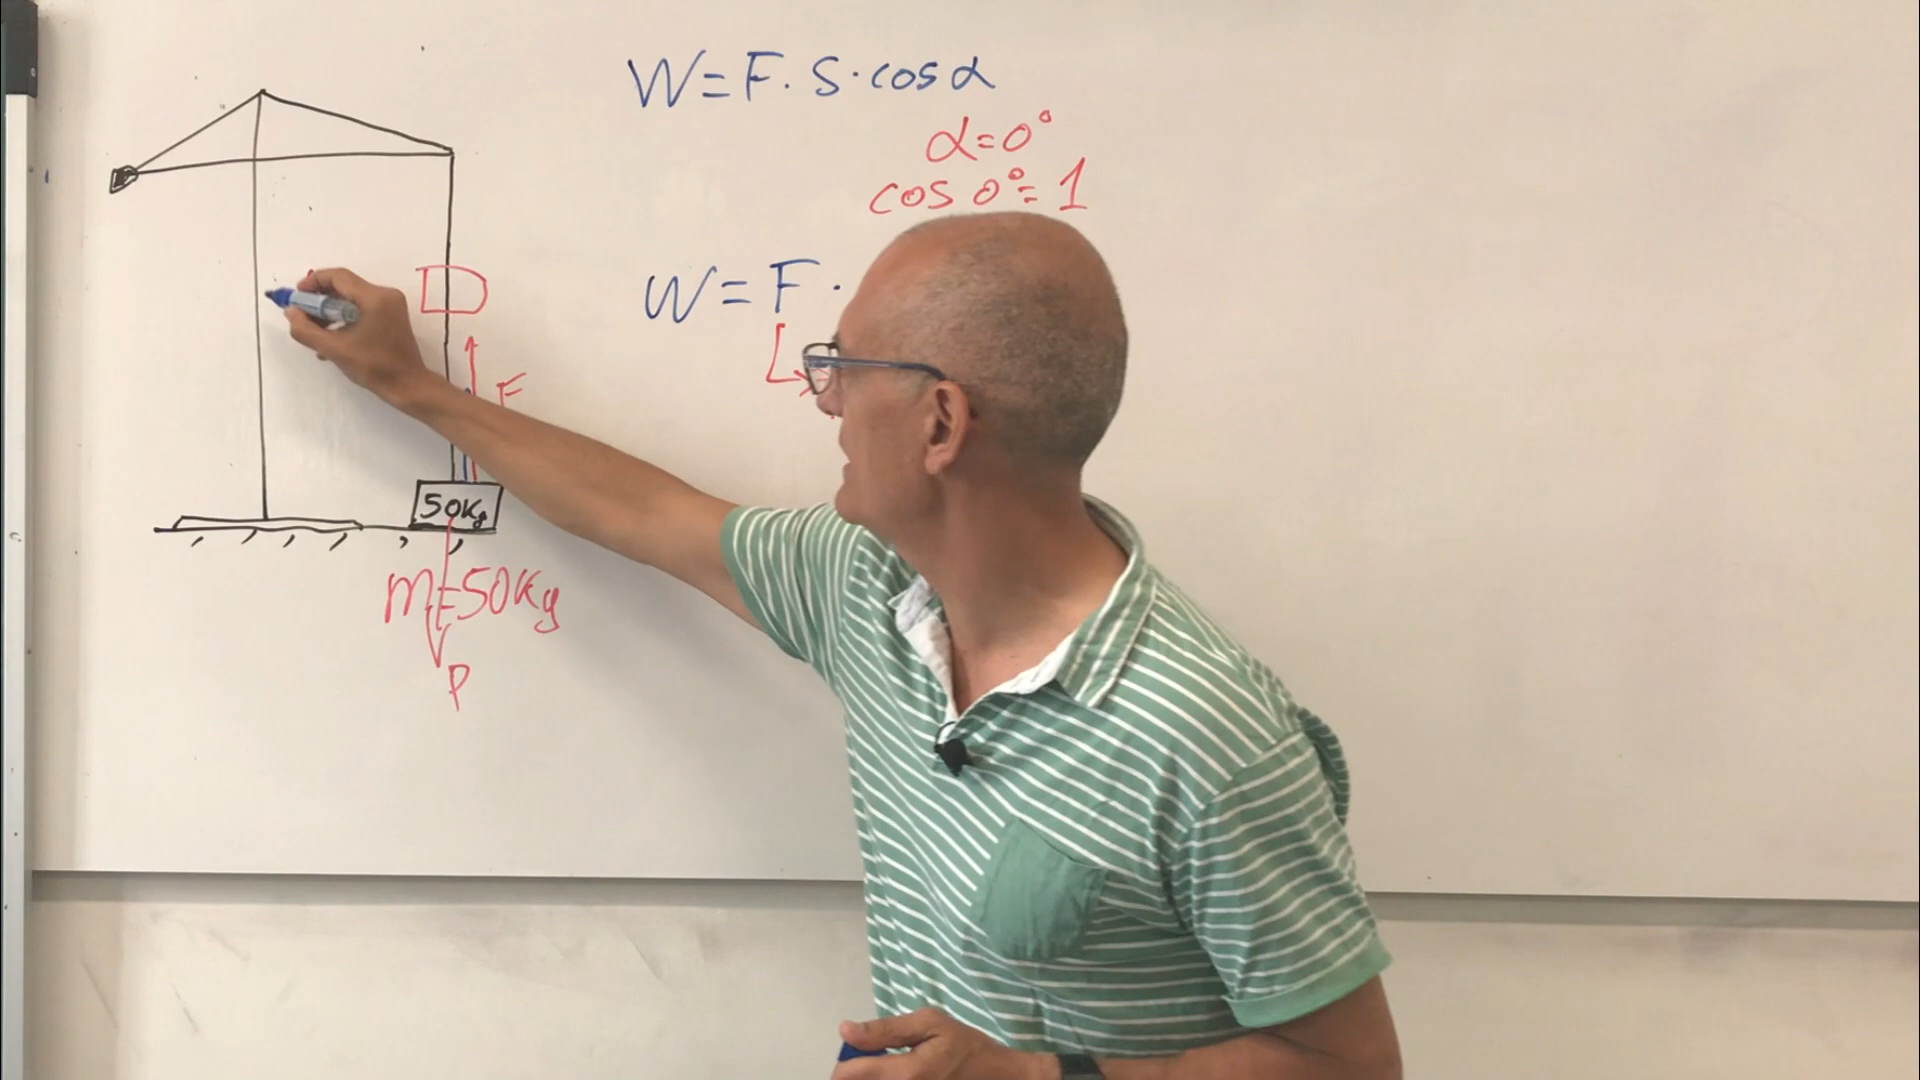 W=F·S·cosα
α=0°
cos 0°=1
W=F·
F
50Kg
m=50Kg
P